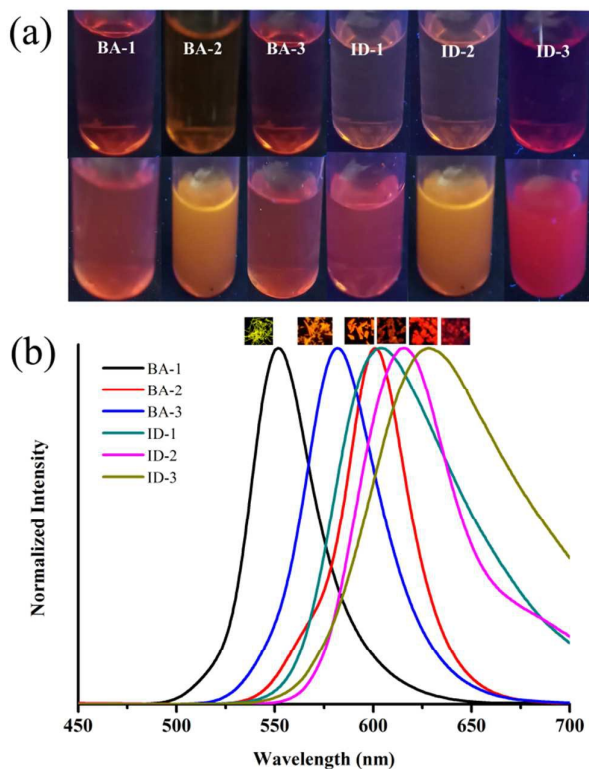 (a)
BA-1 BA-2 BA-3 ID-1 ID-2 ID-3
(b)
BA-1
BA-2
BA-3
ID-1
ID-2
ID-3
Normalized Intensity
450 500 550 600 650 700
Wavelength (nm)